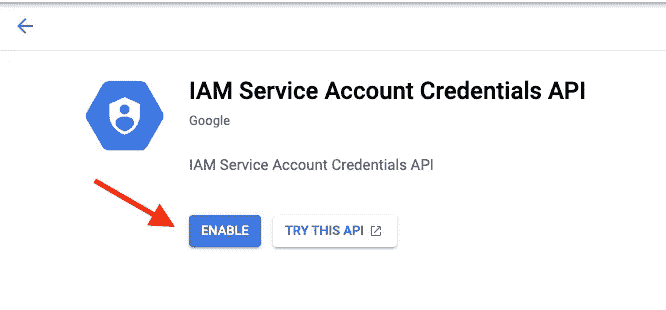 IAM Service Account Credentials API
Google
IAM Service Account Credentials API
ENABLE
TRY THIS API